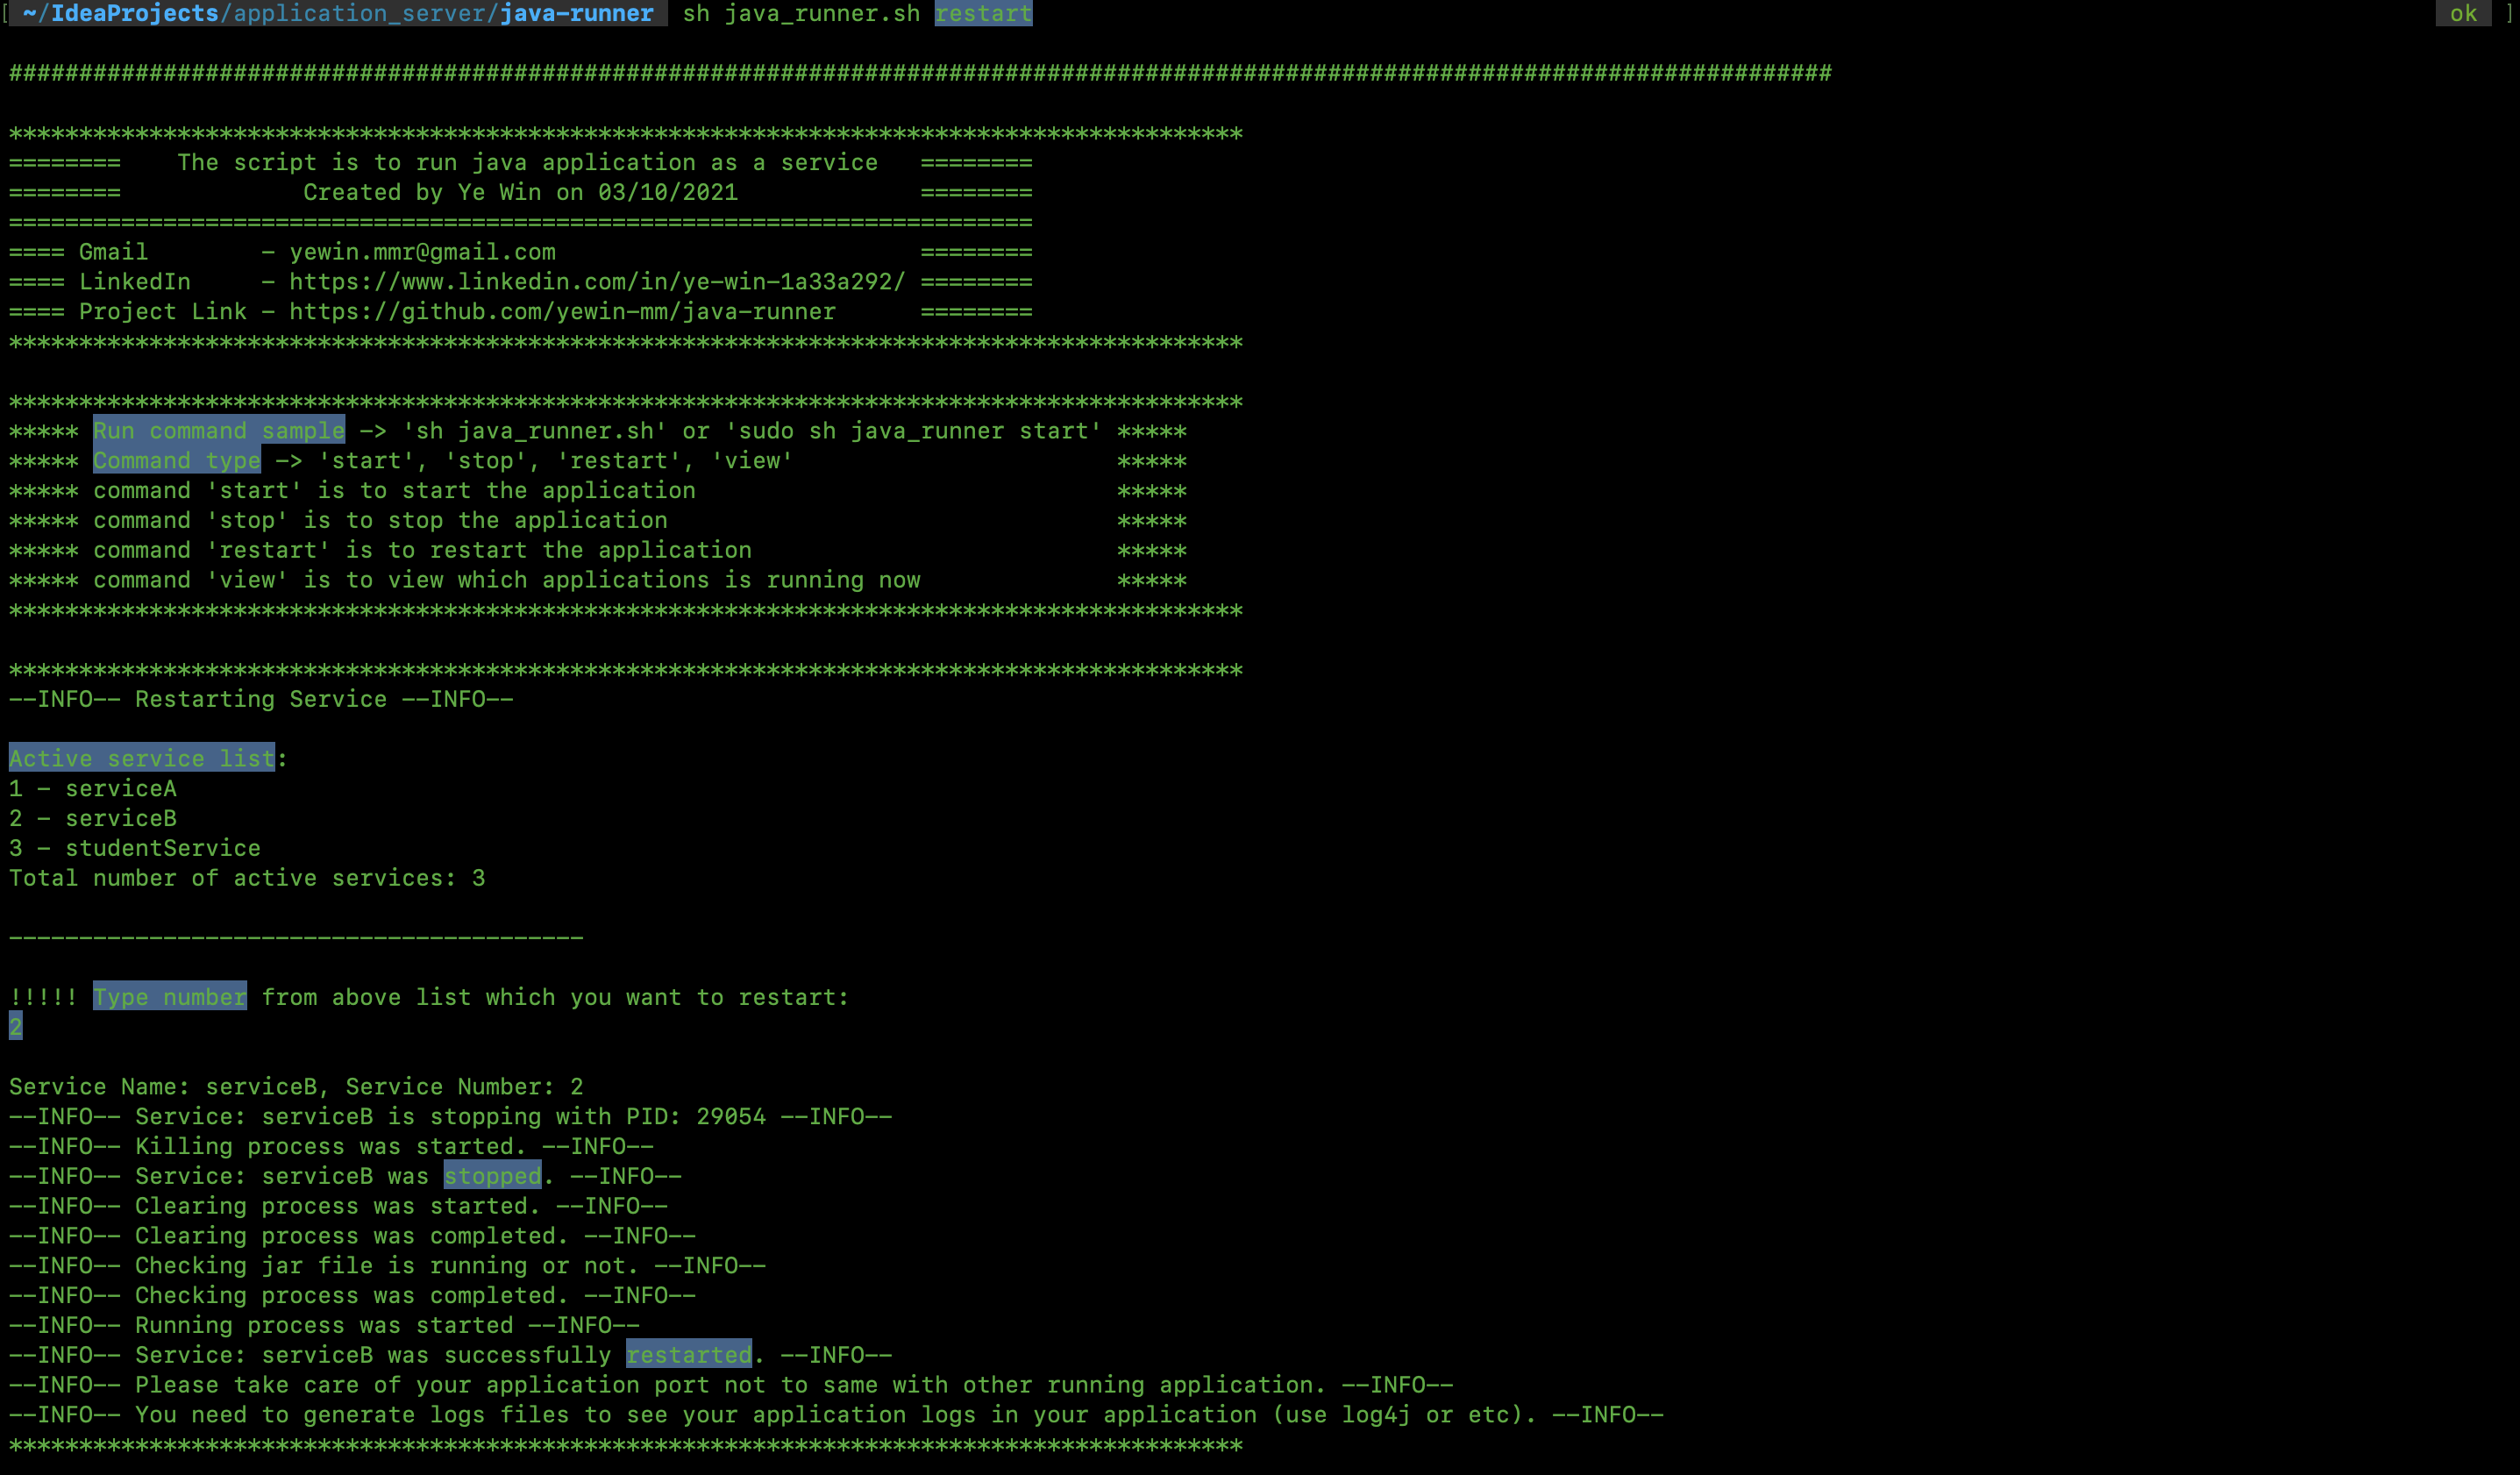 [ ~/IdeaProjects/application_server/java-runner  sh java_runner.sh restart ok ]
##################################################################################################################################
****************************************************************************************
========    The script is to run java application as a service   ========
========             Created by Ye Win on 03/10/2021             ========
=========================================================================
==== Gmail        - yewin.mmr@gmail.com                          ========
==== LinkedIn     - https://www.linkedin.com/in/ye-win-1a33a292/ ========
==== Project Link - https://github.com/yewin-mm/java-runner      ========
****************************************************************************************
****************************************************************************************
***** Run command sample -> 'sh java_runner.sh' or 'sudo sh java_runner start' *****
***** Command type -> 'start', 'stop', 'restart', 'view'                       *****
***** command 'start' is to start the application                              *****
***** command 'stop' is to stop the application                                *****
***** command 'restart' is to restart the application                          *****
***** command 'view' is to view which applications is running now              *****
****************************************************************************************
****************************************************************************************
--INFO-- Restarting Service --INFO--
Active service list:
1 - serviceA
2 - serviceB
3 - studentService
Total number of active services: 3
-----------------------------------------
!!!!! Type number from above list which you want to restart:
2
Service Name: serviceB, Service Number: 2
--INFO-- Service: serviceB is stopping with PID: 29054 --INFO--
--INFO-- Killing process was started. --INFO--
--INFO-- Service: serviceB was stopped. --INFO--
--INFO-- Clearing process was started. --INFO--
--INFO-- Clearing process was completed. --INFO--
--INFO-- Checking jar file is running or not. --INFO--
--INFO-- Checking process was completed. --INFO--
--INFO-- Running process was started --INFO--
--INFO-- Service: serviceB was successfully restarted. --INFO--
--INFO-- Please take care of your application port not to same with other running application. --INFO--
--INFO-- You need to generate logs files to see your application logs in your application (use log4j or etc). --INFO--
****************************************************************************************